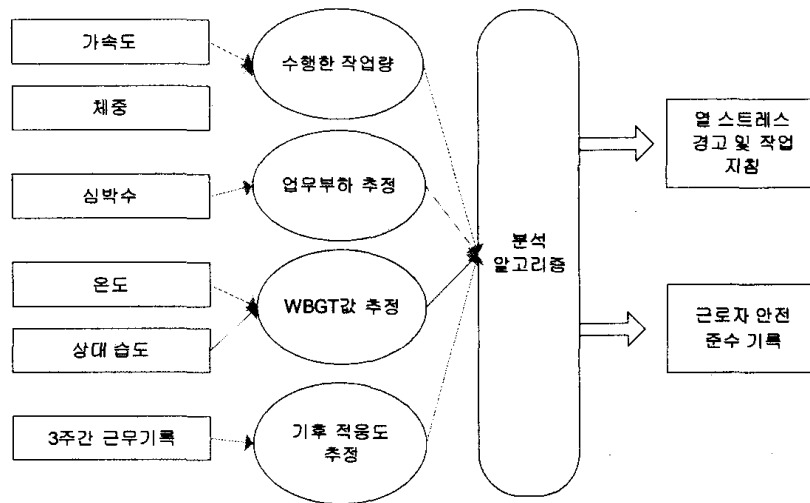 가속도
체중
심박수
온도
상대 습도
3주간 근무기록
수행한 작업량
업무부하 추정
WBGT값 추정
기후 적응도
추정
분석
알고리즘
열 스트레스
경고 및 작업
지침
근로자 안전
준수 기록